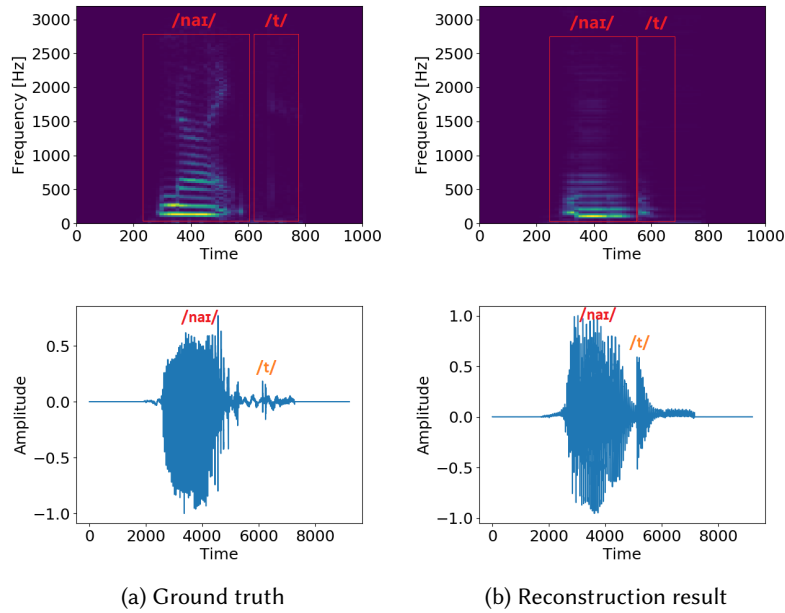 /naɪ/ /t/
3000
2500
2000
1500
1000
500
0
Frequency [Hz]
0 200 400 600 800 1000
Time
/naɪ/ /t/
3000
2500
2000
1500
1000
500
0
Frequency [Hz]
0 200 400 600 800 1000
Time
/naɪ/
/t/
0.5
0.0
−0.5
−1.0
Amplitude
0 2000 4000 6000 8000
Time
/naɪ/
/t/
1.0
0.5
0.0
−0.5
−1.0
Amplitude
0 2000 4000 6000 8000
Time
(a) Ground truth
(b) Reconstruction result